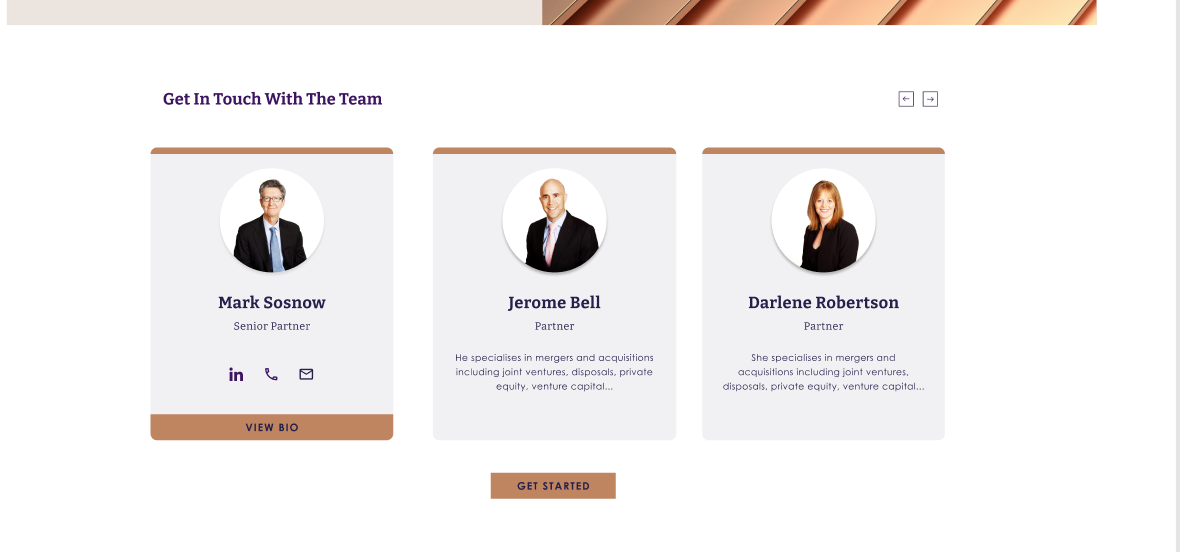 Get In Touch With The Team
Mark Sosnow
Senior Partner
in
VIEW BIO
Jerome Bell
Partner
He specialises in mergers and acquisitions
including joint ventures, disposals, private
equity, venture capital...
Darlene Robertson
Partner
She specialises in mergers and
acquisitions including joint ventures,
disposals, private equity, venture capital...
GET STARTED